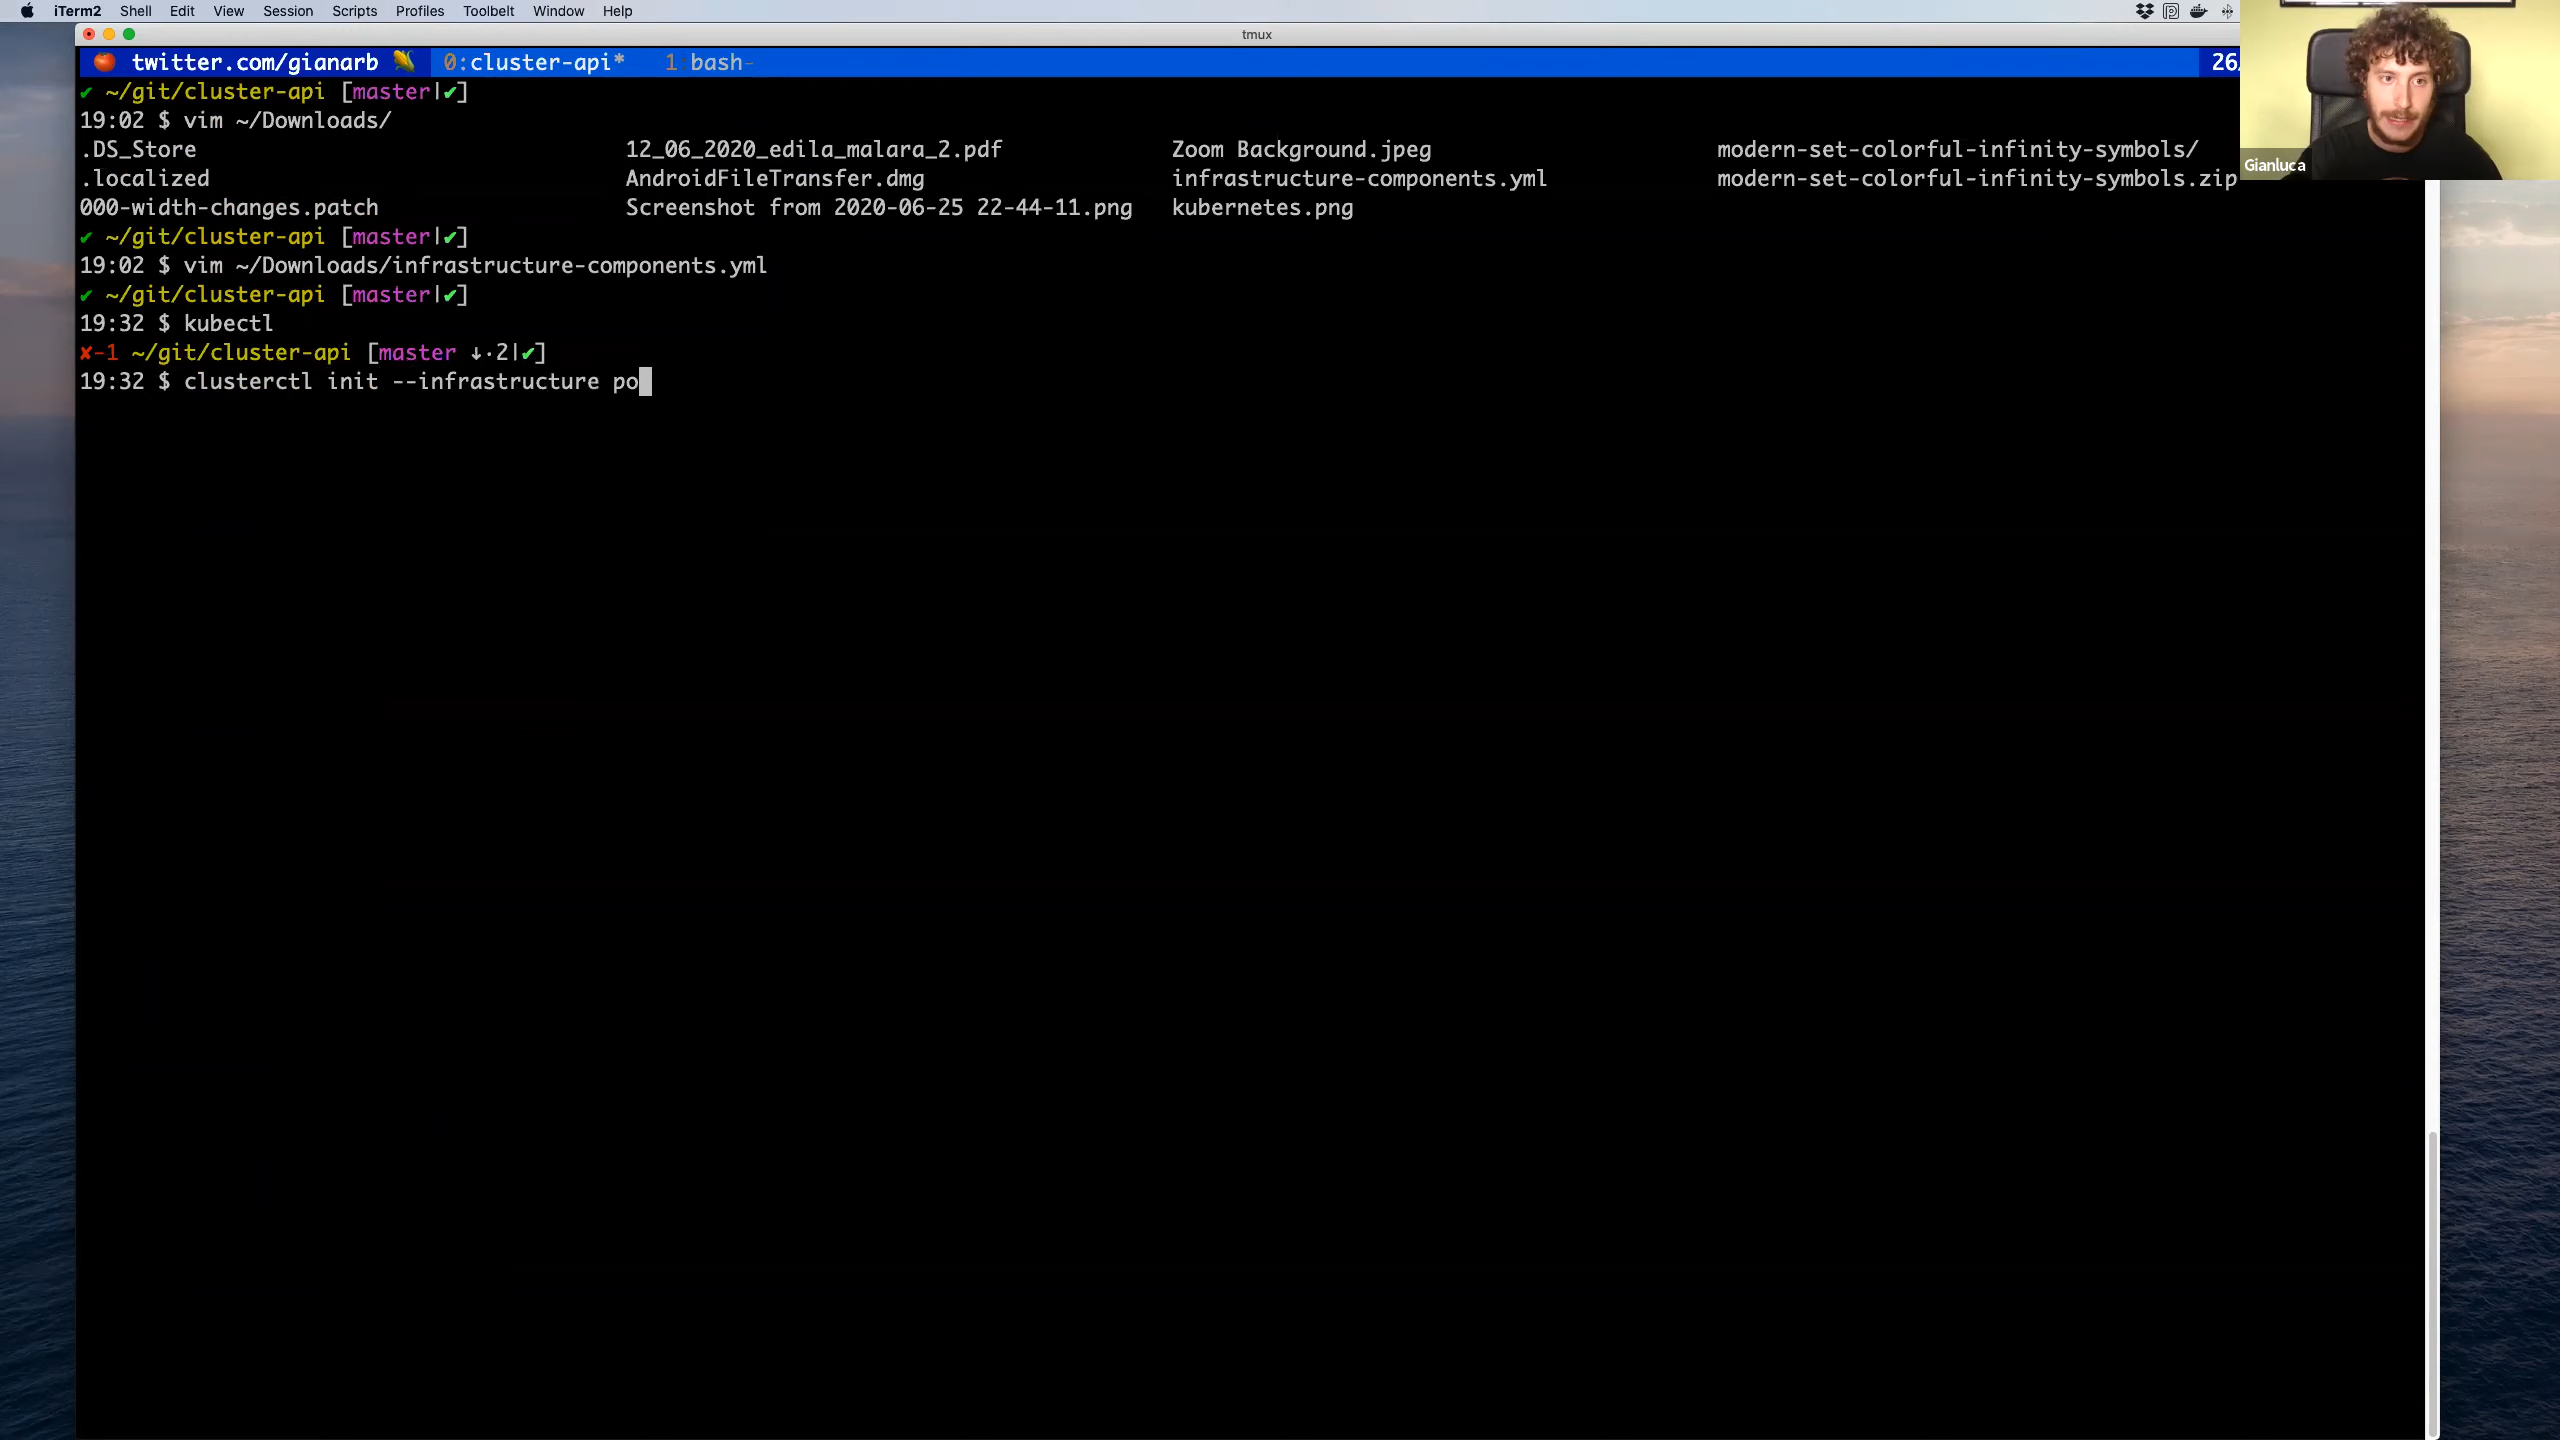 iTerm2 Shell Edit View Session Scripts Profiles Toolbelt Window Help
tmux
twitter.com/gianarb 0:cluster-api* 1 bash- 26
✔ ~/git/cluster-api [master|✔]
19:02 $ vim ~/Downloads/
.DS_Store 12_06_2020_edila_malara_2.pdf Zoom Background.jpeg modern-set-colorful-infinity-symbols/
.localized AndroidFileTransfer.dmg infrastructure-components.yml modern-set-colorful-infinity-symbols.zip
000-width-changes.patch Screenshot from 2020-06-25 22-44-11.png kubernetes.png
✔ ~/git/cluster-api [master|✔]
19:02 $ vim ~/Downloads/infrastructure-components.yml
✔ ~/git/cluster-api [master|✔]
19:32 $ kubectl
✘-1 ~/git/cluster-api [master ↓·2|✔]
19:32 $ clusterctl init --infrastructure po
Gianluca